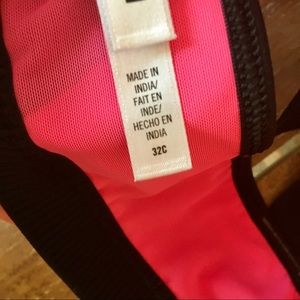 MADE IN
INDIA/
FAIT EN
INDE/
HECHO EN
INDIA
32C